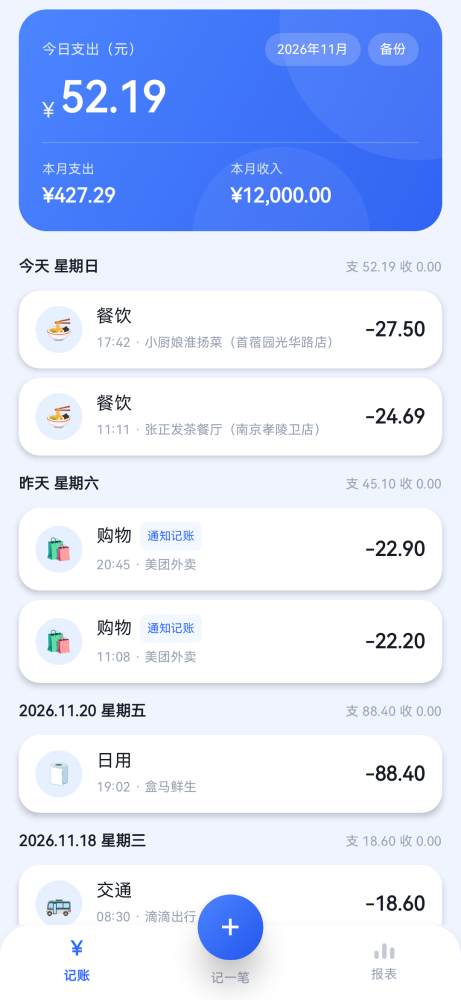 今日支出（元）
2026年11月 备份
¥ 52.19
本月支出 本月收入
¥427.29 ¥12,000.00
今天 星期日 支 52.19 收 0.00
餐饮
17:42 · 小厨娘淮扬菜（首蓿园光华路店）
-27.50
餐饮
11:11 · 张正发茶餐厅（南京孝陵卫店）
-24.69
昨天 星期六 支 45.10 收 0.00
购物 通知记账
20:45 · 美团外卖
-22.90
购物 通知记账
11:08 · 美团外卖
-22.20
2026.11.20 星期五 支 88.40 收 0.00
日用
19:02 · 盒马鲜生
-88.40
2026.11.18 星期三 支 18.60 收 0.00
交通
08:30 · 滴滴出行
-18.60
¥
记账
+
记一笔
报表